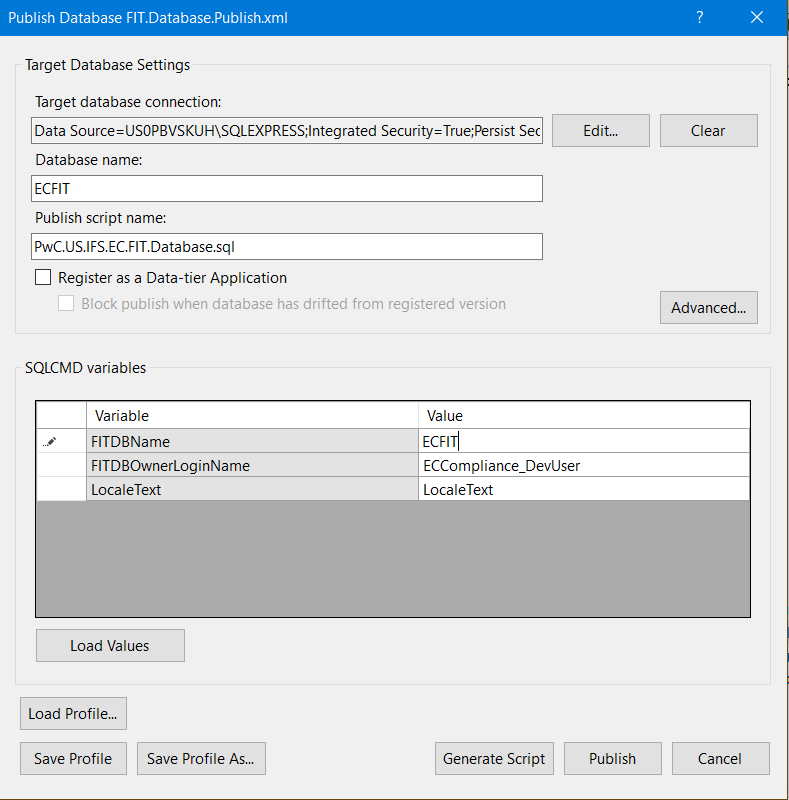 Publish Database FIT.Database.Publish.xml
?
Target Database Settings
Target database connection:
Data Source=US0PBVSKUH\SQLEXPRESS;Integrated Security=True;Persist Sec
Edit...
Clear
Database name:
ECFIT
Publish script name:
PwC.US.IFS.EC.FIT.Database.sql
Register as a Data-tier Application
Block publish when database has drifted from registered version
Advanced...
SQLCMD variables
Variable Value
FITDBName ECFIT
FITDBOwnerLoginName ECCompliance_DevUser
LocaleText LocaleText
Load Values
Load Profile...
Save Profile Save Profile As... Generate Script Publish Cancel